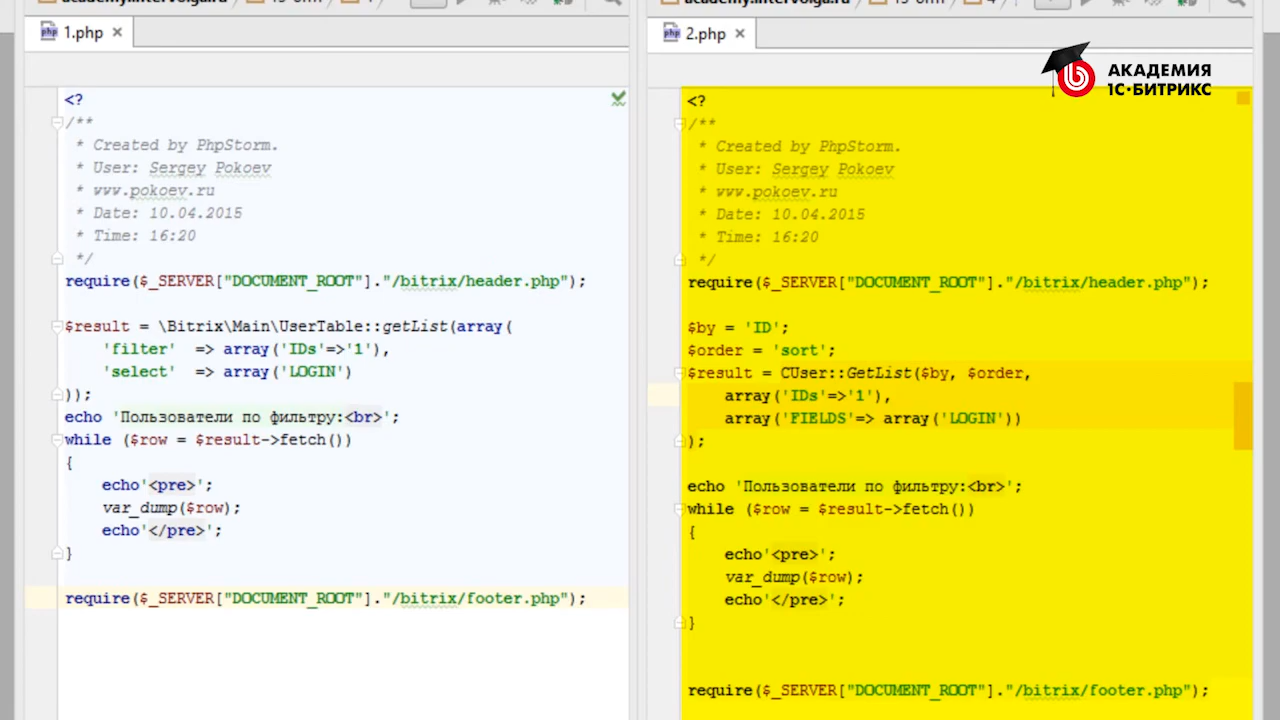 academy.intervolga.ru
1.php
<?
/**
* Created by PhpStorm.
* User: Sergey Pokoev
* www.pokoev.ru
* Date: 10.04.2015
* Time: 16:20
*/
require($_SERVER["DOCUMENT_ROOT"]."/bitrix/header.php");
$result = \Bitrix\Main\UserTable::getList(array(
'filter' => array('IDs'=>'1'),
'select' => array('LOGIN')
));
echo 'Пользователи по фильтру:<br>';
while ($row = $result->fetch())
{
echo'<pre>';
var_dump($row);
echo'</pre>';
}
require($_SERVER["DOCUMENT_ROOT"]."/bitrix/footer.php");
academy.intervolga.ru
2.php
АКАДЕМИЯ
1С·БИТРИКС
<?
/**
* Created by PhpStorm.
* User: Sergey Pokoev
* www.pokoev.ru
* Date: 10.04.2015
* Time: 16:20
*/
require($_SERVER["DOCUMENT_ROOT"]."/bitrix/header.php");
$by = 'ID';
$order = 'sort';
$result = CUser::GetList($by, $order,
array('IDs'=>'1'),
array('FIELDS'=> array('LOGIN'))
);
echo 'Пользователи по фильтру:<br>';
while ($row = $result->fetch())
{
echo'<pre>';
var_dump($row);
echo'</pre>';
}
require($_SERVER["DOCUMENT_ROOT"]."/bitrix/footer.php");